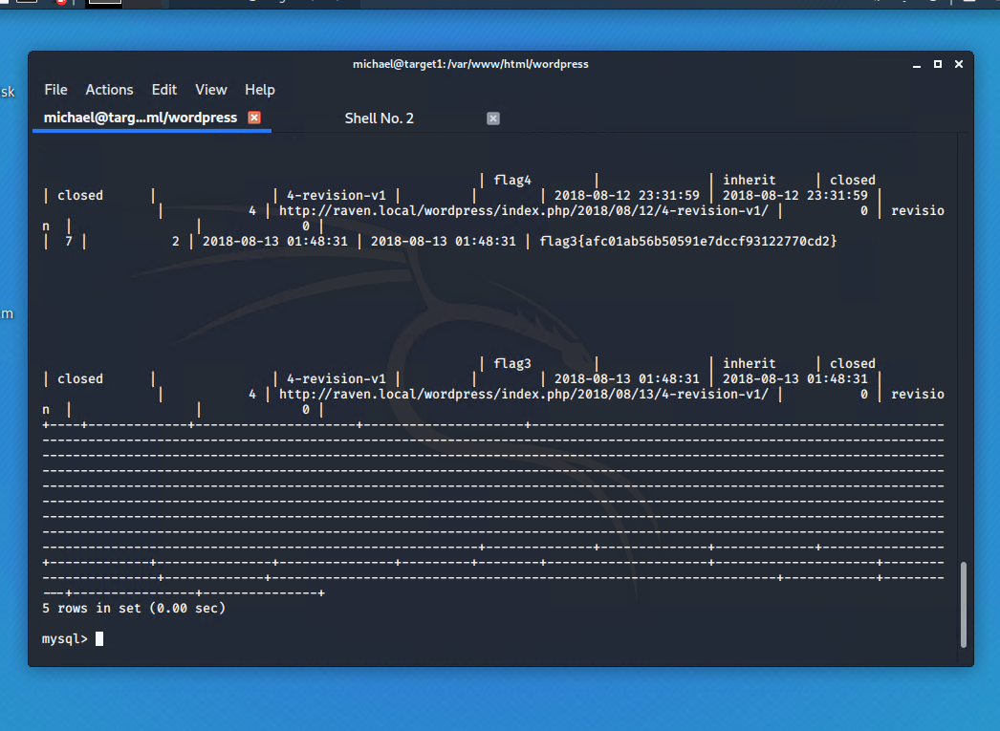 sk
m
michael@target1:/var/www/html/wordpress
File Actions Edit View Help
michael@targ...ml/wordpress Shell No. 2
| flag4 | | inherit | closed
| closed | | 4-revision-v1 | | | 2018-08-12 23:31:59 | 2018-08-12 23:31:59 |
| 4 | http://raven.local/wordpress/index.php/2018/08/12/4-revision-v1/ | 0 | revisio
n | | 0 |
| 7 | 2 | 2018-08-13 01:48:31 | 2018-08-13 01:48:31 | flag3{afc01ab56b50591e7dccf93122770cd2}
| flag3 | | inherit | closed
| closed | | 4-revision-v1 | | | 2018-08-13 01:48:31 | 2018-08-13 01:48:31 |
| 4 | http://raven.local/wordpress/index.php/2018/08/13/4-revision-v1/ | 0 | revisio
n | | 0 |
5 rows in set (0.00 sec)
mysql>